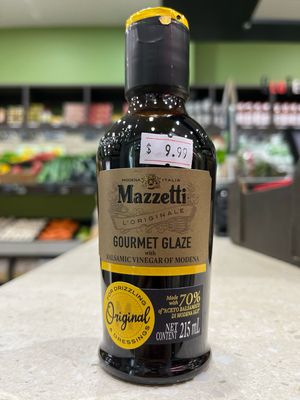 $ 9.99
MODENA ITALIA
Mazzetti
L'ORIGINALE
GOURMET GLAZE
with
BALSAMIC VINEGAR OF MODENA
FOR DRIZZLING
Original
& DRESSINGS
Made with 70%
of "ACETO BALSAMICO
DI MODENA IGP"
NET
CONTENT 215 mL